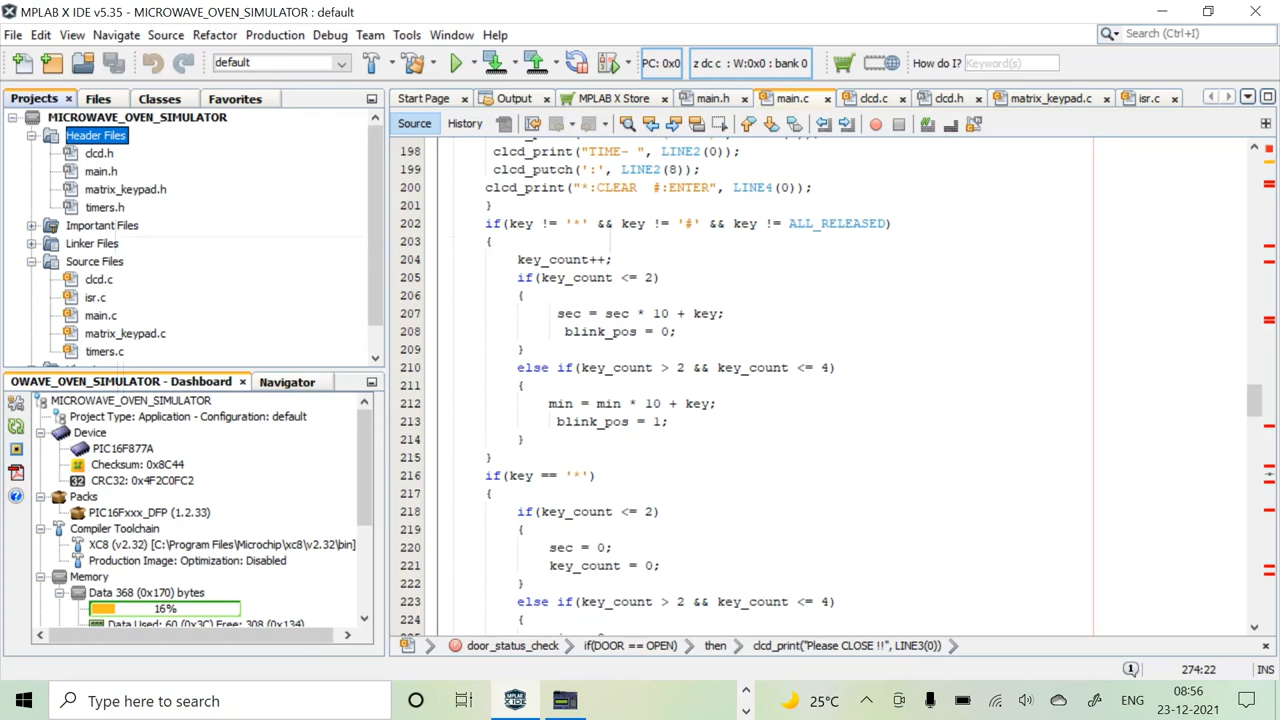 MPLAB X IDE v5.35 - MICROWAVE_OVEN_SIMULATOR : default
File Edit View Navigate Source Refactor Production Debug Team Tools Window Help
Search (Ctrl+I)
default
PC: 0x0
z dc c : W:0x0 : bank 0
How do I?
Keyword(s)
Projects
Files
Classes
Favorites
MICROWAVE_OVEN_SIMULATOR
Header Files
clcd.h
main.h
matrix_keypad.h
timers.h
Important Files
Linker Files
Source Files
clcd.c
isr.c
main.c
matrix_keypad.c
timers.c
OWAVE_OVEN_SIMULATOR - Dashboard
Navigator
MICROWAVE_OVEN_SIMULATOR
Project Type: Application - Configuration: default
Device
PIC16F877A
Checksum: 0x8C44
CRC32: 0x4F2C0FC2
Packs
PIC16Fxxx_DFP (1.2.33)
Compiler Toolchain
XC8 (v2.32) [C:\Program Files\Microchip\xc8\v2.32\bin]
Production Image: Optimization: Disabled
Memory
Data 368 (0x170) bytes
16%
Data Used: 60 (0x3C) Free: 308 (0x134)
Start Page
Output
MPLAB X Store
main.h
main.c
clcd.c
clcd.h
matrix_keypad.c
isr.c
Source
History
198 clcd_print("TIME- ", LINE2(0));
199 clcd_putch(':', LINE2(8));
200 clcd_print("*:CLEAR  #:ENTER", LINE4(0));
201 }
202 if(key != '*' && key != '#' && key != ALL_RELEASED)
203 {
204 key_count++;
205 if(key_count <= 2)
206 {
207 sec = sec * 10 + key;
208 blink_pos = 0;
209 }
210 else if(key_count > 2 && key_count <= 4)
211 {
212 min = min * 10 + key;
213 blink_pos = 1;
214 }
215 }
216 if(key == '*')
217 {
218 if(key_count <= 2)
219 {
220 sec = 0;
221 key_count = 0;
222 }
223 else if(key_count > 2 && key_count <= 4)
224 {
door_status_check
if(DOOR == OPEN)
then
clcd_print("Please CLOSE !!", LINE3(0))
1
274:22
INS
Type here to search
25°C
ENG
08:56
23-12-2021